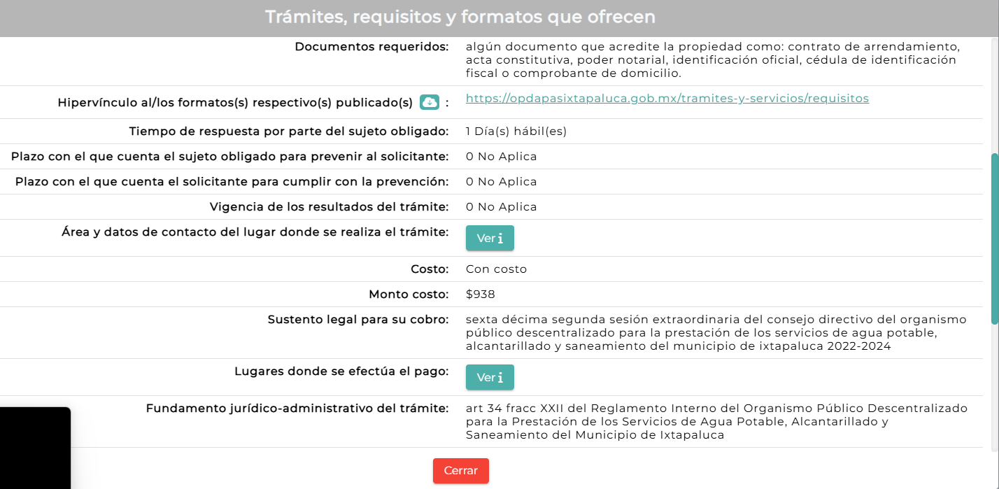 Trámites, requisitos y formatos que ofrecen
Documentos requeridos: algún documento que acredite la propiedad como: contrato de arrendamiento,
acta constitutiva, poder notarial, identificación oficial, cédula de identificación
fiscal o comprobante de domicilio.
Hipervínculo al/los formatos(s) respectivo(s) publicado(s) : https://opdapasixtapaluca.gob.mx/tramites-y-servicios/requisitos
Tiempo de respuesta por parte del sujeto obligado: 1 Día(s) hábil(es)
Plazo con el que cuenta el sujeto obligado para prevenir al solicitante: 0 No Aplica
Plazo con el que cuenta el solicitante para cumplir con la prevención: 0 No Aplica
Vigencia de los resultados del trámite: 0 No Aplica
Área y datos de contacto del lugar donde se realiza el trámite: Ver i
Costo: Con costo
Monto costo: $938
Sustento legal para su cobro: sexta décima segunda sesión extraordinaria del consejo directivo del organismo
público descentralizado para la prestación de los servicios de agua potable,
alcantarillado y saneamiento del municipio de ixtapaluca 2022-2024
Lugares donde se efectúa el pago: Ver i
Fundamento jurídico-administrativo del trámite: art 34 fracc XXII del Reglamento Interno del Organismo Público Descentralizado
para la Prestación de los Servicios de Agua Potable, Alcantarillado y
Saneamiento del Municipio de Ixtapaluca
Cerrar